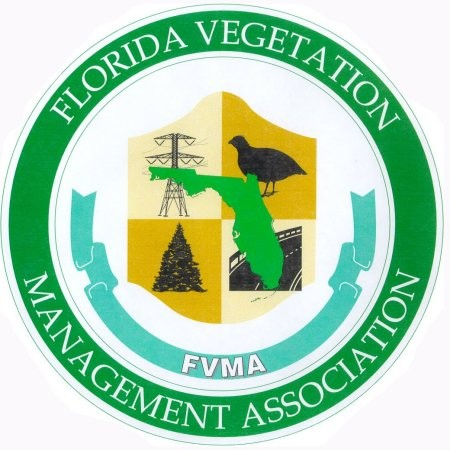 FLORIDA VEGETATION
MANAGEMENT ASSOCIATION
FVMA